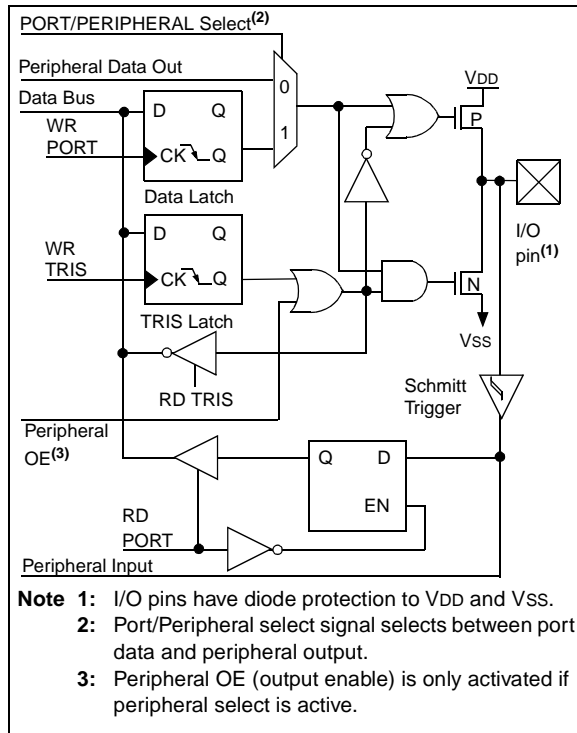 PORT/PERIPHERAL Select(2)
Peripheral Data Out
Data Bus
WR
PORT
D Q
CK Q
Data Latch
0
1
VDD
P
I/O
pin(1)
WR
TRIS
D Q
CK Q
TRIS Latch
N
VSS
RD TRIS
Schmitt
Trigger
Peripheral
OE(3)
Q D
EN
RD
PORT
Peripheral Input
Note 1: I/O pins have diode protection to VDD and VSS.
2: Port/Peripheral select signal selects between port
data and peripheral output.
3: Peripheral OE (output enable) is only activated if
peripheral select is active.